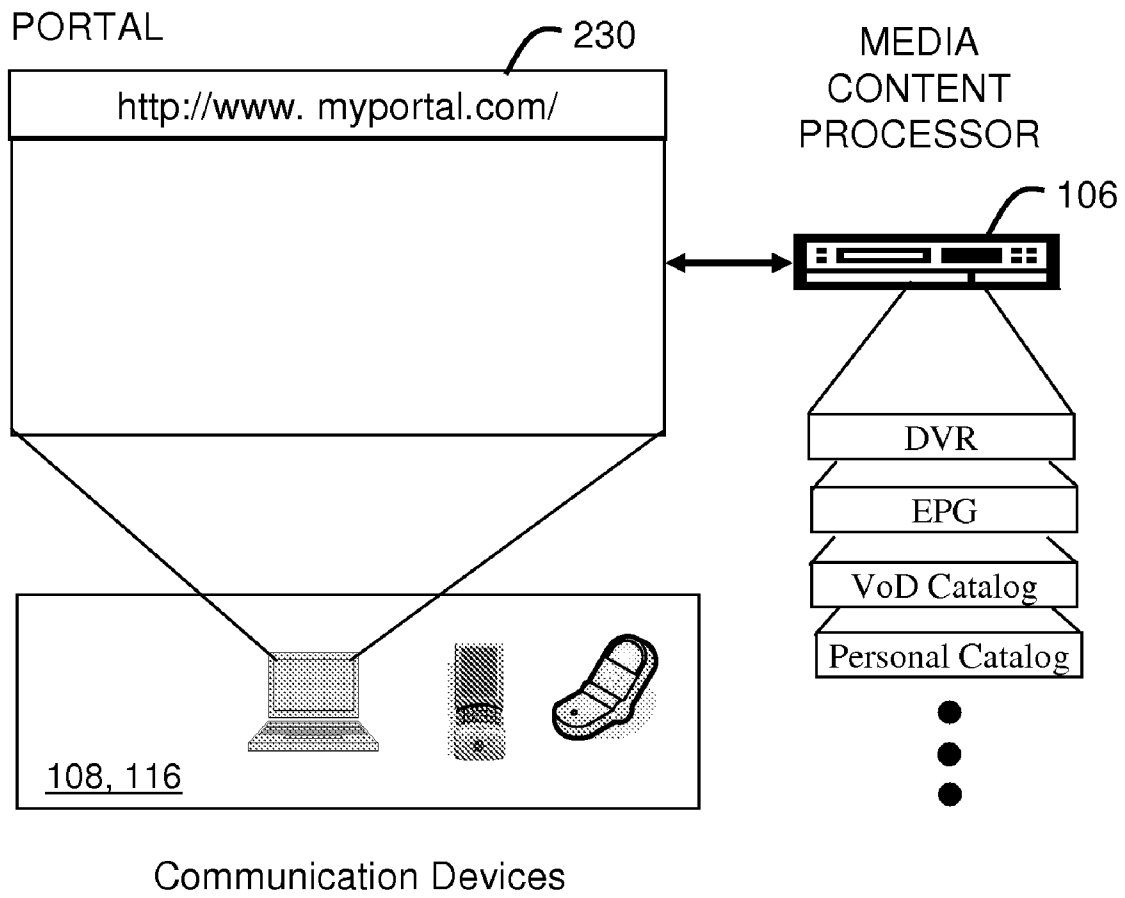 PORTAL
230
http://www. myportal.com/
MEDIA
CONTENT
PROCESSOR
106
DVR
EPG
VoD Catalog
Personal Catalog
108, 116
Communication Devices